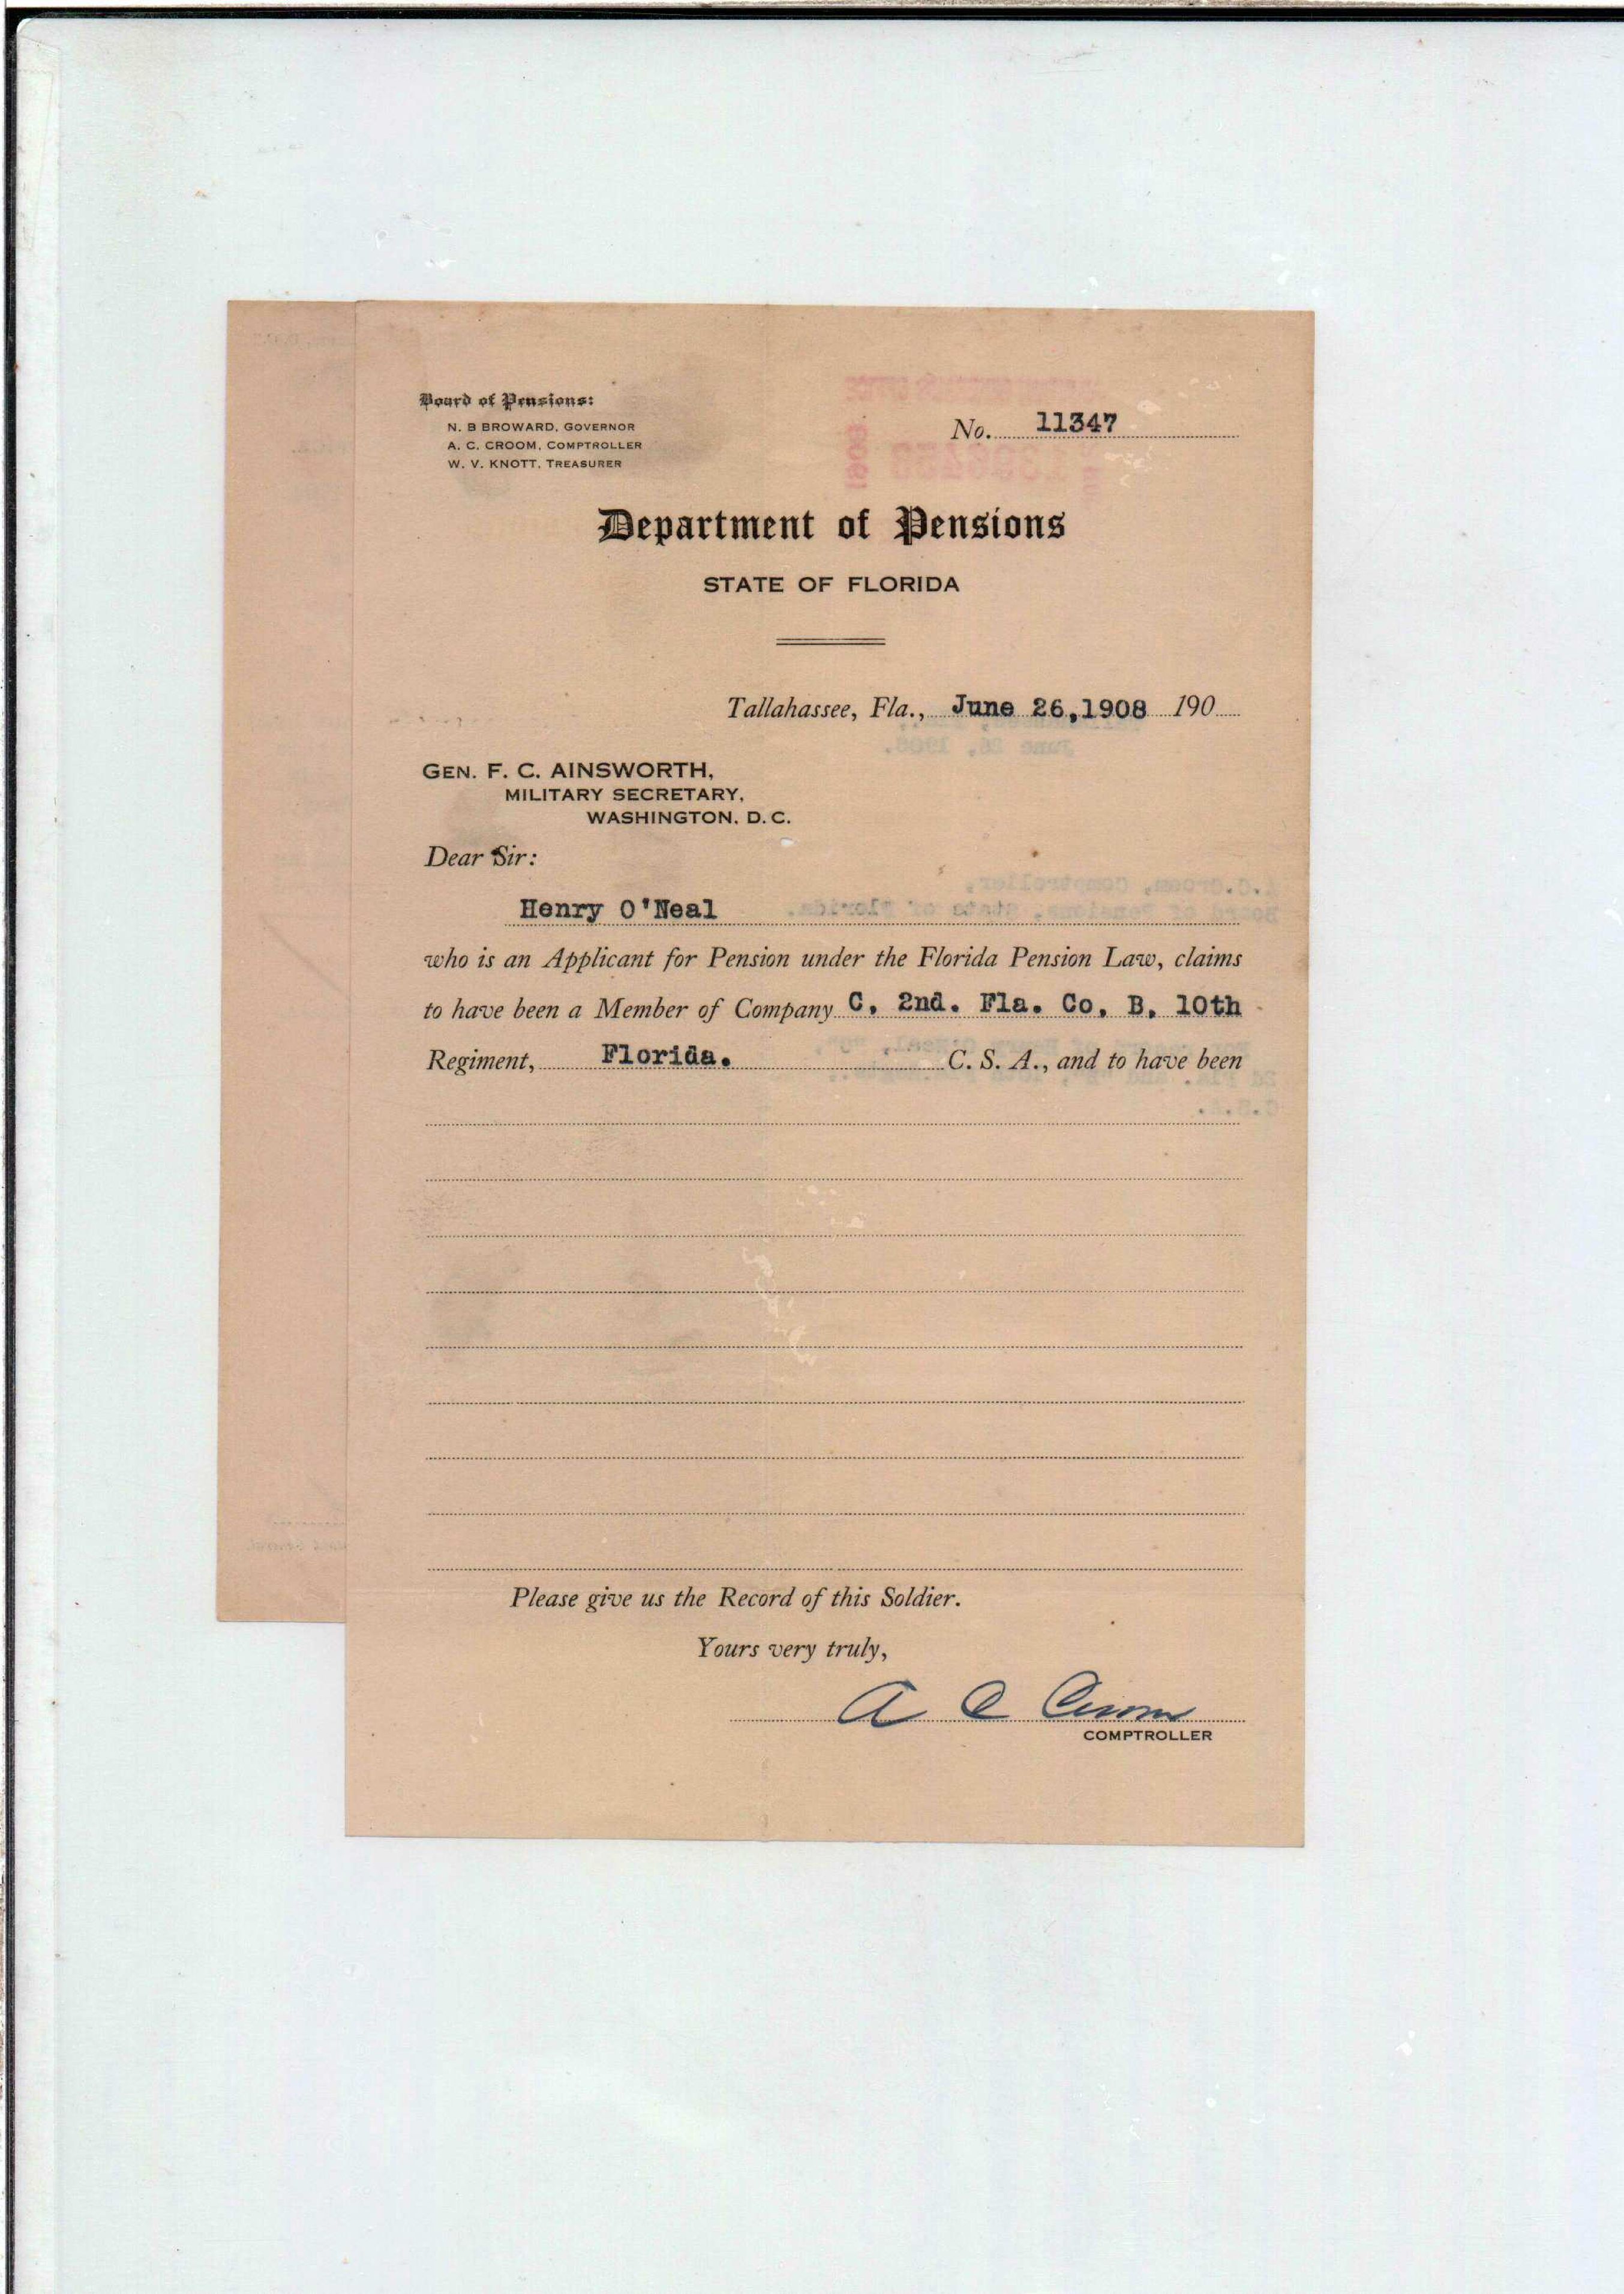 Board of Pensions:
N. B BROWARD, GOVERNOR
A. C. CROOM, COMPTROLLER
W. V. KNOTT, TREASURER
No. 11347
Department of Pensions
STATE OF FLORIDA
Tallahassee, Fla., June 26,1908 190
GEN. F. C. AINSWORTH,
MILITARY SECRETARY,
WASHINGTON, D. C.
Dear Sir:
Henry O'Neal
who is an Applicant for Pension under the Florida Pension Law, claims
to have been a Member of Company C, 2nd. Fla. Co, B, 10th
Regiment, Florida. C. S. A., and to have been
Please give us the Record of this Soldier.
Yours very truly,
A C Croom
COMPTROLLER